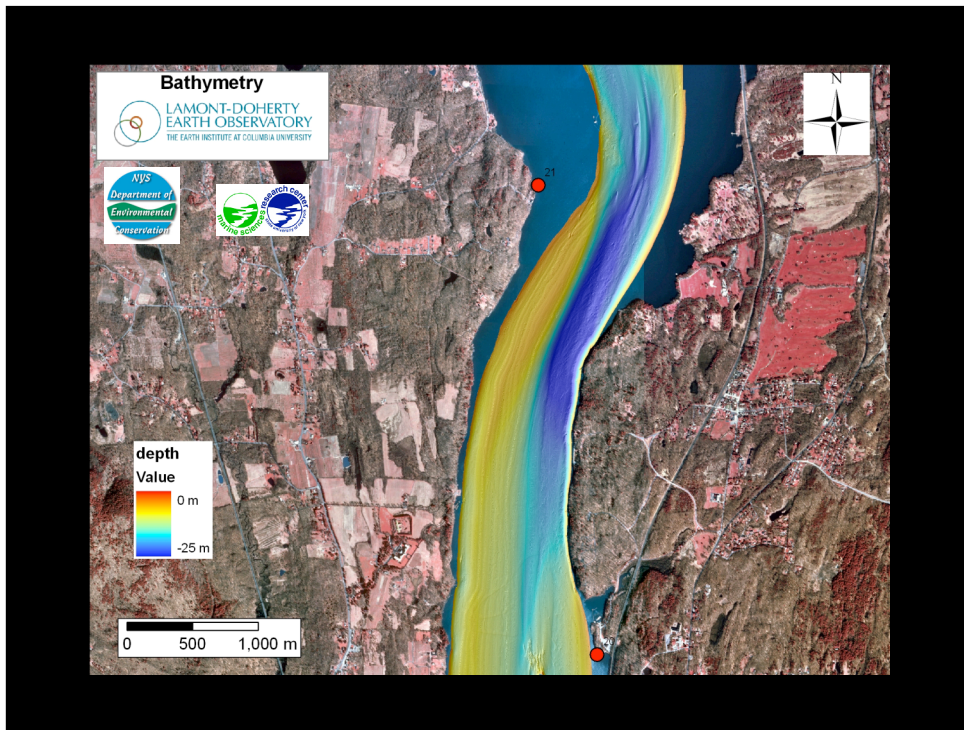 Bathymetry
LAMONT-DOHERTY
EARTH OBSERVATORY
THE EARTH INSTITUTE AT COLUMBIA UNIVERSITY
N
NYS
Department of
Environmental
Conservation
marine sciences
research center
21
depth
Value
0 m
-25 m
0 500 1,000 m